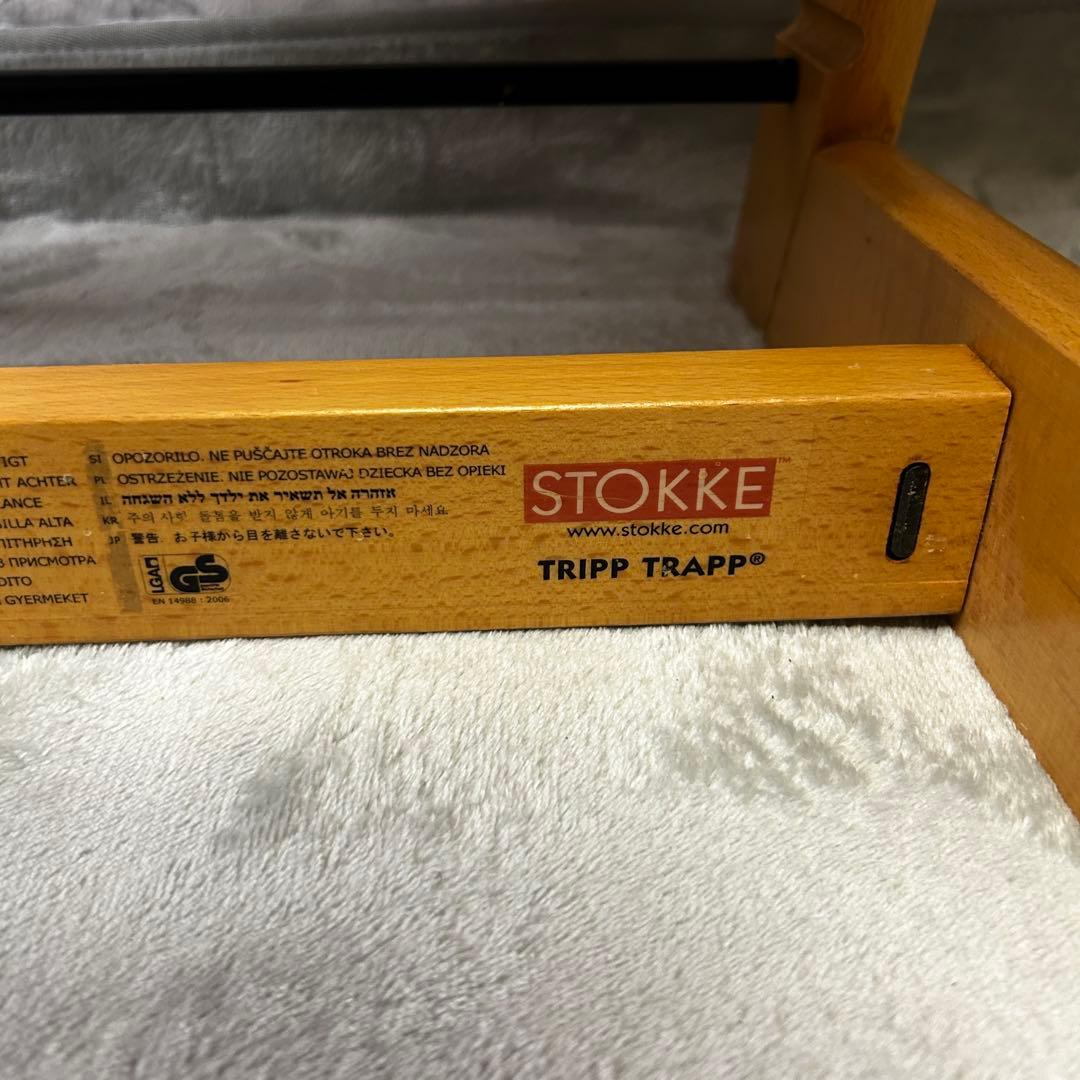 IGT
IT ACHTER
LANCE
SILLA ALTA
ΠΙΤΗΡΗΣΗ
З ПРИСМОТРА
DITO
GYERMEKET
SI OPOZORILO. NE PUŠČAJTE OTROKA BREZ NADZORA
PL OSTRZEŻENIE. NIE POZOSTAWAJ DZIECKA BEZ OPIEKI
IL אזהרה אל תשאיר את ילדך ללא השגחה
KR 주의 사항 돌봄을 받지 않게 아기를 두지 마세요
JP 警告. お子様から目を離さないで下さい。
LGA GS
EN 14988 : 2006
STOKKE™
www.stokke.com
TRIPP TRAPP®